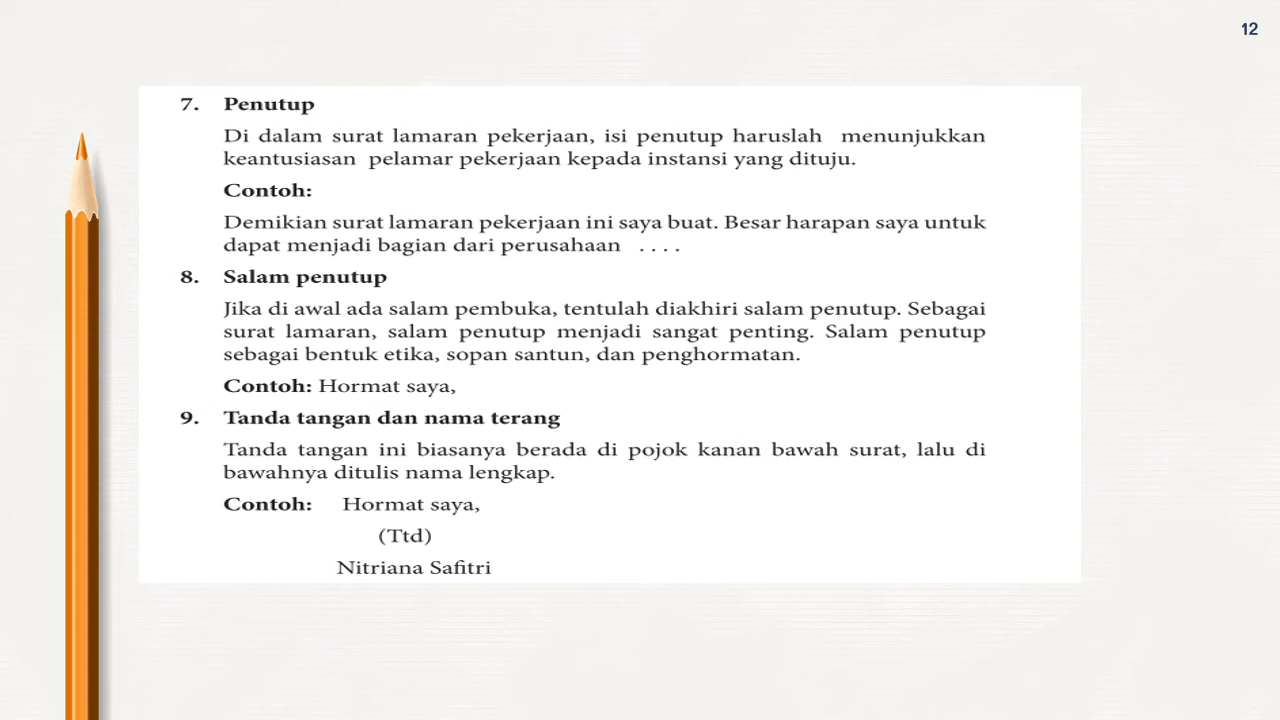 12
7. Penutup
Di dalam surat lamaran pekerjaan, isi penutup haruslah menunjukkan
keantusiasan pelamar pekerjaan kepada instansi yang dituju.
Contoh:
Demikian surat lamaran pekerjaan ini saya buat. Besar harapan saya untuk
dapat menjadi bagian dari perusahaan . . . .
8. Salam penutup
Jika di awal ada salam pembuka, tentulah diakhiri salam penutup. Sebagai
surat lamaran, salam penutup menjadi sangat penting. Salam penutup
sebagai bentuk etika, sopan santun, dan penghormatan.
Contoh: Hormat saya,
9. Tanda tangan dan nama terang
Tanda tangan ini biasanya berada di pojok kanan bawah surat, lalu di
bawahnya ditulis nama lengkap.
Contoh: Hormat saya,
(Ttd)
Nitriana Safitri